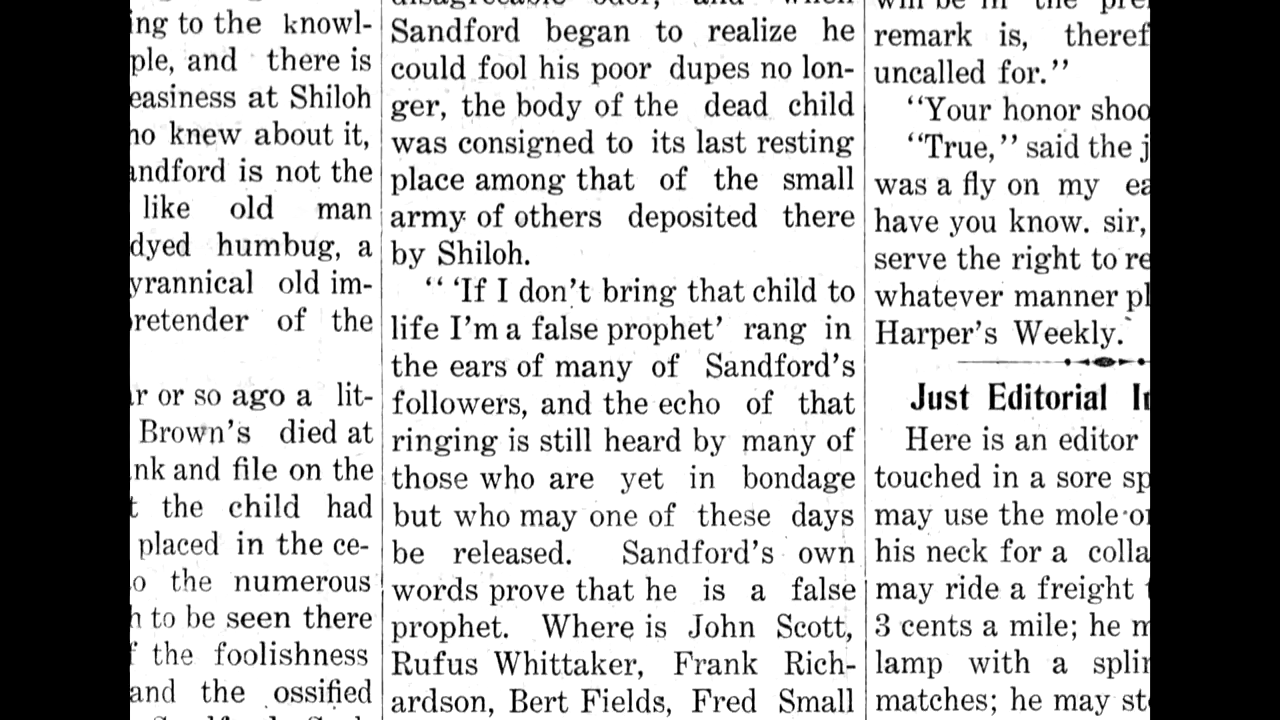 ing to the knowl-
ple, and there is
easiness at Shiloh
knew about it,
andford is not the
like old man
dyed humbug, a
yrannical old im-
retender of the
or so ago a lit-
Brown's died at
nk and file on the
the child had
placed in the ce-
the numerous
to be seen there
the foolishness
and the ossified
Sandford began to realize he
could fool his poor dupes no lon-
ger, the body of the dead child
was consigned to its last resting
place among that of the small
army of others deposited there
by Shiloh.
“ ‘If I don’t bring that child to
life I’m a false prophet’ rang in
the ears of many of Sandford’s
followers, and the echo of that
ringing is still heard by many of
those who are yet in bondage
but who may one of these days
be released. Sandford’s own
words prove that he is a false
prophet. Where is John Scott,
Rufus Whittaker, Frank Rich-
ardson, Bert Fields, Fred Small
remark is, theref
uncalled for.”
“Your honor shoo
“True,” said the j
was a fly on my ea
have you know. sir,
serve the right to re
whatever manner pl
Harper’s Weekly.
Just Editorial
Here is an editor
touched in a sore sp
may use the mole or
his neck for a colla
may ride a freight
3 cents a mile; he m
lamp with a splin
matches; he may st